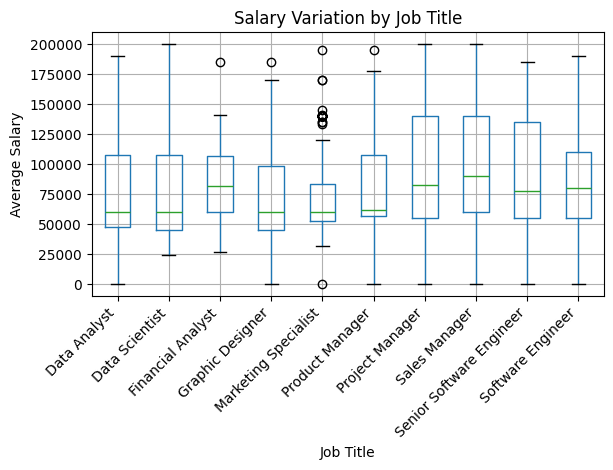 Salary Variation by Job Title
200000
175000
150000
125000
100000
75000
50000
25000
0
Average Salary
Data Analyst
Data Scientist
Financial Analyst
Graphic Designer
Marketing Specialist
Product Manager
Project Manager
Sales Manager
Senior Software Engineer
Software Engineer
Job Title